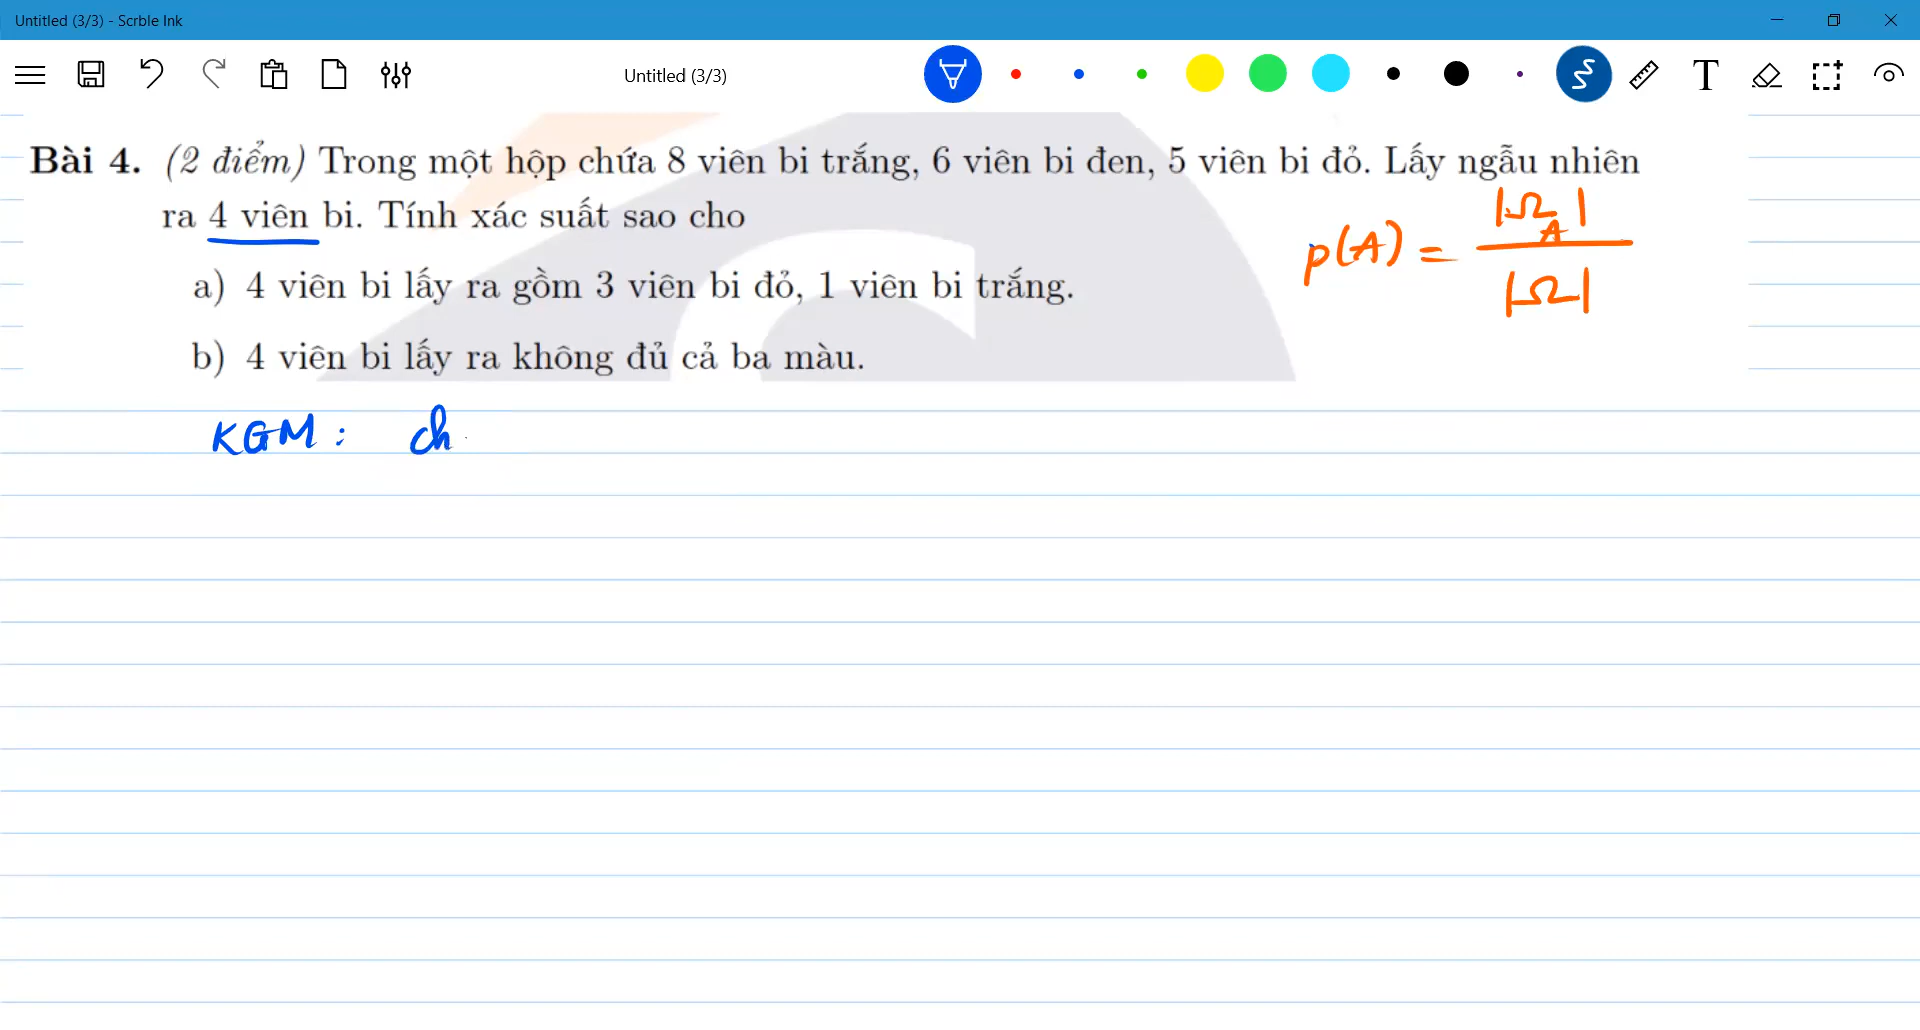 Untitled (3/3) - Scrble Ink
Untitled (3/3)
T
Bài 4. (2 điểm) Trong một hộp chứa 8 viên bi trắng, 6 viên bi đen, 5 viên bi đỏ. Lấy ngẫu nhiên
ra 4 viên bi. Tính xác suất sao cho
a) 4 viên bi lấy ra gồm 3 viên bi đỏ, 1 viên bi trắng.
b) 4 viên bi lấy ra không đủ cả ba màu.
P(A) = |Ω_A| / |Ω|
KGM : ch